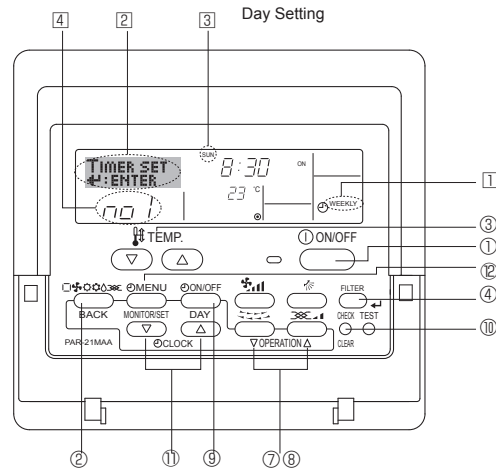 Day Setting
4 2 3
SUN
TIMER SET
↵:ENTER
8:30
ON
23 °C
WEEKLY
1
no1
TEMP.
ON/OFF
③
①
⑫
④
⑩
MENU
ON/OFF
FILTER
↵
BACK
MONITOR/SET
DAY
CHECK TEST
PAR-21MAA
CLOCK
▽OPERATION△
CLEAR
② ⑪ ⑨ ⑦ ⑧